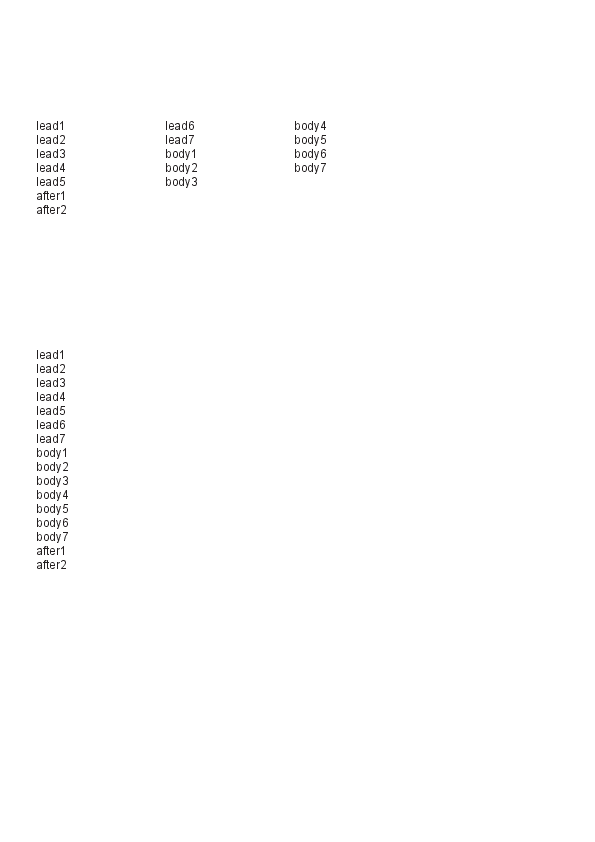 lead1
lead2
lead3
lead4
lead5
lead6
lead7
body1
body2
body3
body4
body5
body6
body7
after1
after2
lead1
lead2
lead3
lead4
lead5
lead6
lead7
body1
body2
body3
body4
body5
body6
body7
after1
after2